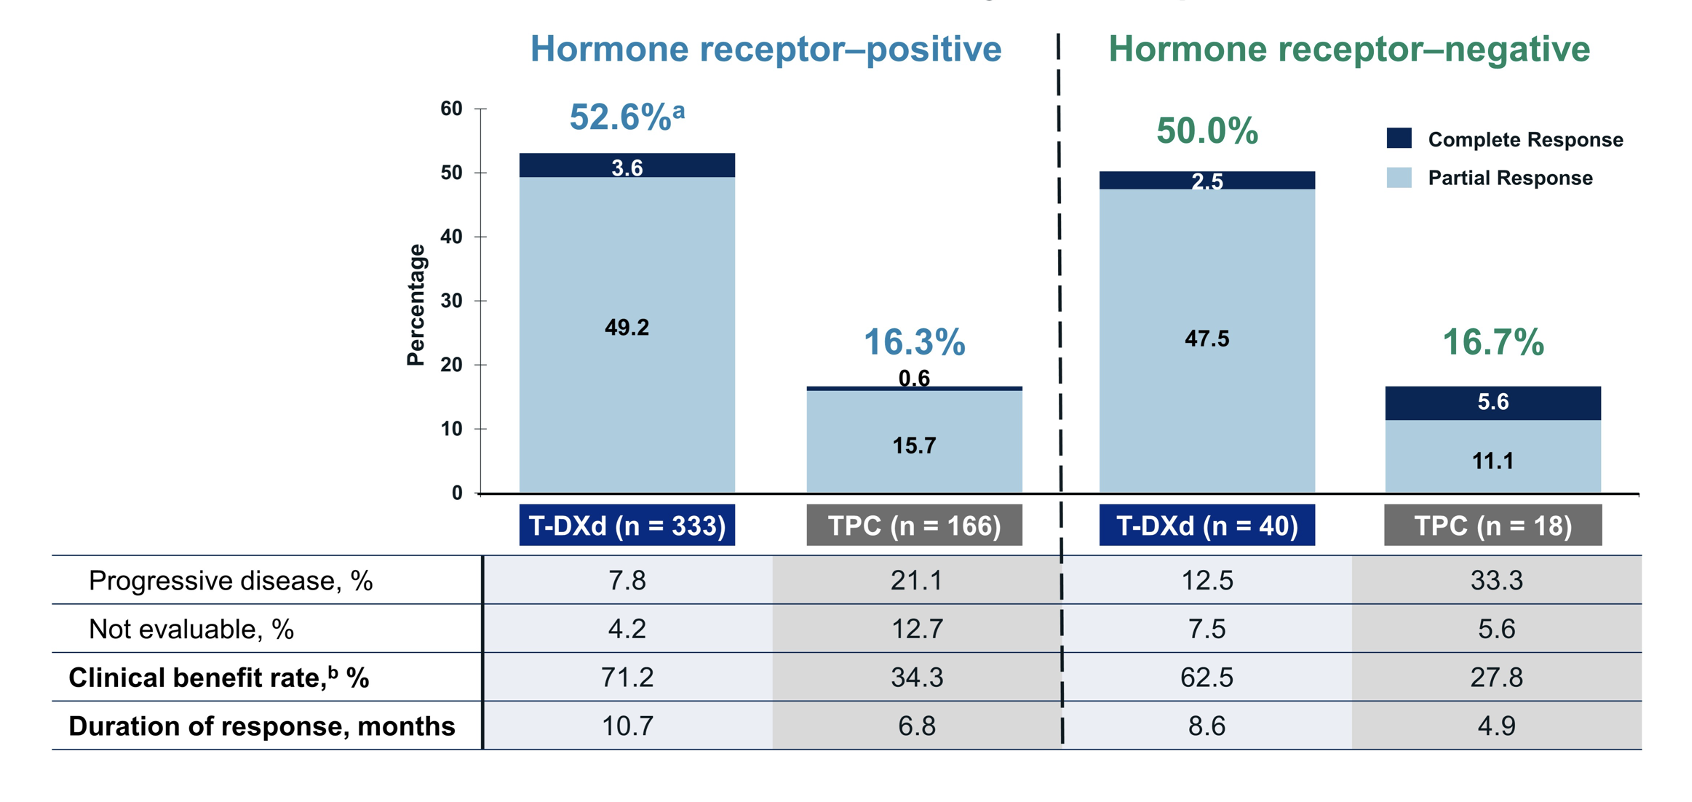 Hormone receptor–positive
Hormone receptor–negative
60
50
40
30
20
10
0
Percentage
52.6%ᵃ
3.6
49.2
16.3%
0.6
15.7
50.0%
2.5
47.5
16.7%
5.6
11.1
Complete Response
Partial Response
T-DXd (n = 333)
TPC (n = 166)
T-DXd (n = 40)
TPC (n = 18)
Progressive disease, % 7.8 21.1 12.5 33.3
Not evaluable, % 4.2 12.7 7.5 5.6
Clinical benefit rate,ᵇ % 71.2 34.3 62.5 27.8
Duration of response, months 10.7 6.8 8.6 4.9